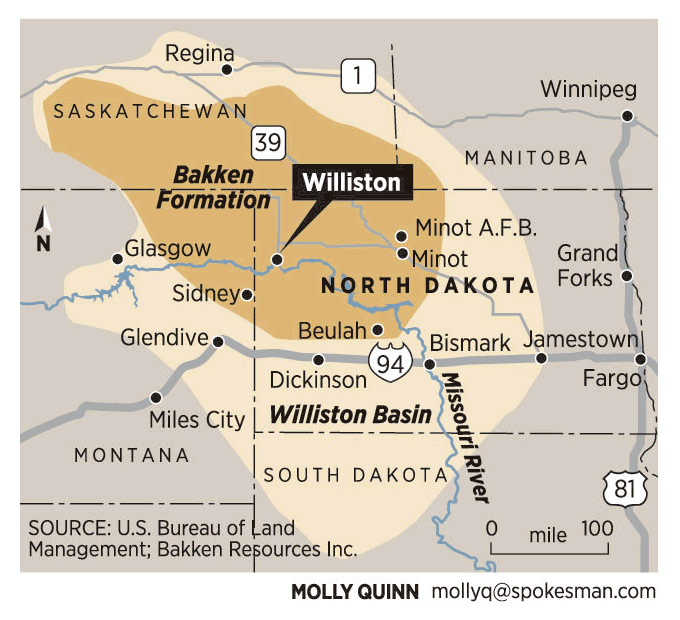 Regina
1
Winnipeg
SASKATCHEWAN
39
MANITOBA
Bakken
Formation
Williston
N
Minot A.F.B.
Glasgow
Minot
Grand
Forks
Sidney
NORTH DAKOTA
Glendive
Beulah
Bismark
Jamestown
94
Dickinson
Fargo
Miles City
Williston Basin
Missouri River
MONTANA
SOUTH DAKOTA
81
SOURCE: U.S. Bureau of Land
Management; Bakken Resources Inc.
0 mile 100
MOLLY QUINN mollyq@spokesman.com